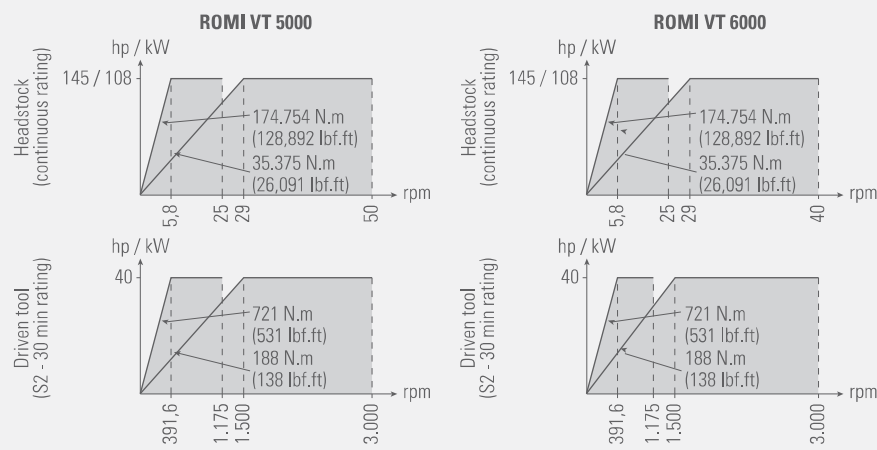 ROMI VT 5000
hp / kW
145 / 108
Headstock
(continuous rating)
174.754 N.m
(128,892 lbf.ft)
35.375 N.m
(26,091 lbf.ft)
rpm
5,8
25
29
50
ROMI VT 6000
hp / kW
145 / 108
Headstock
(continuous rating)
174.754 N.m
(128,892 lbf.ft)
35.375 N.m
(26,091 lbf.ft)
rpm
5,8
25
29
40
hp / kW
40
Driven tool
(S2 - 30 min rating)
721 N.m
(531 lbf.ft)
188 N.m
(138 lbf.ft)
rpm
391,6
1.175
1.500
3.000
hp / kW
40
Driven tool
(S2 - 30 min rating)
721 N.m
(531 lbf.ft)
188 N.m
(138 lbf.ft)
rpm
391,6
1.175
1.500
3.000